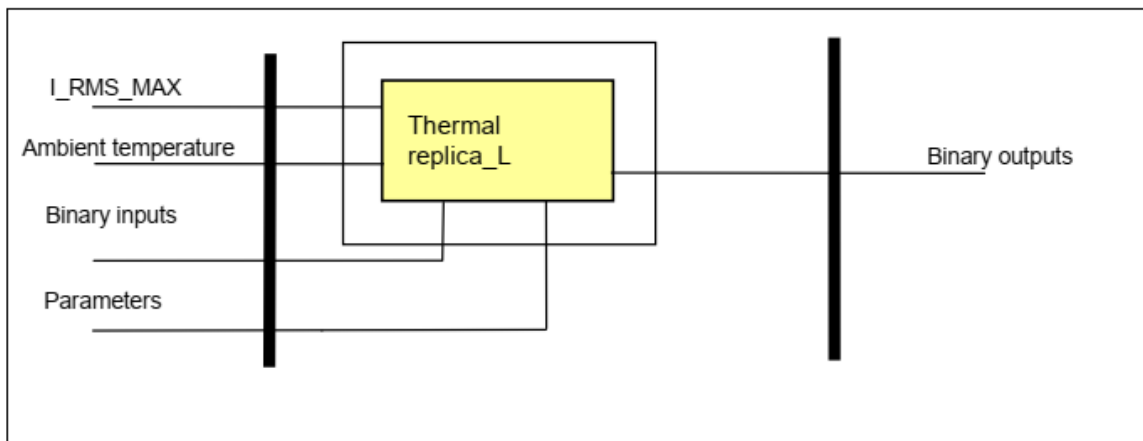 I_RMS_MAX
Ambient temperature
Binary inputs
Parameters
Thermal
replica_L
Binary outputs